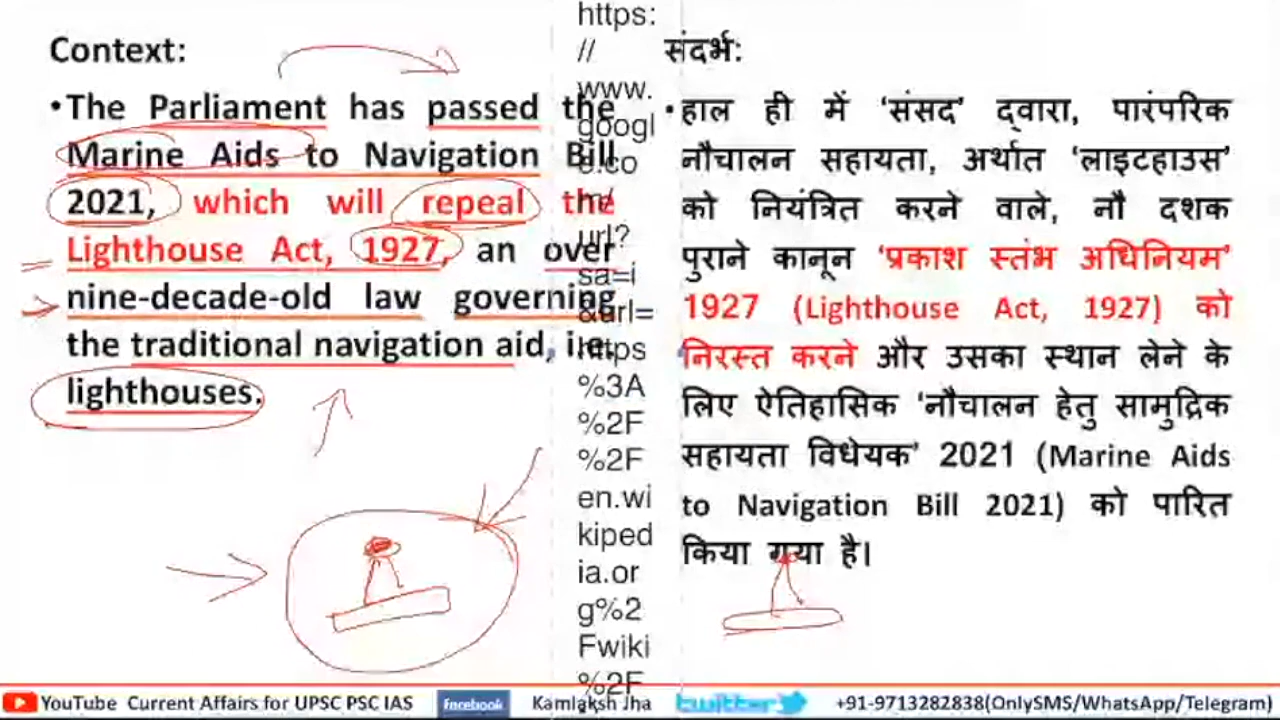 Context:
•The Parliament has passed the
Marine Aids to Navigation Bill
2021, which will repeal the
Lighthouse Act, 1927, an over
nine-decade-old law governing
the traditional navigation aid, i.e.
lighthouses.
https:
//
www.
googl
e.co
m/
url?
sa=i
&url=
https
%3A
%2F
%2F
en.wi
kiped
ia.or
g%2
Fwiki
%2F
संदर्भ:
•हाल ही में ‘संसद’ द्वारा, पारंपरिक
नौचालन सहायता, अर्थात ‘लाइटहाउस’
को नियंत्रित करने वाले, नौ दशक
पुराने कानून ‘प्रकाश स्तंभ अधिनियम’
1927 (Lighthouse Act, 1927) को
निरस्त करने और उसका स्थान लेने के
लिए ऐतिहासिक ‘नौचालन हेतु सामुद्रिक
सहायता विधेयक’ 2021 (Marine Aids
to Navigation Bill 2021) को पारित
किया गया है।
YouTube Current Affairs for UPSC PSC IAS facebook Kamlaksh Jha twitter +91-9713282838(OnlySMS/WhatsApp/Telegram)